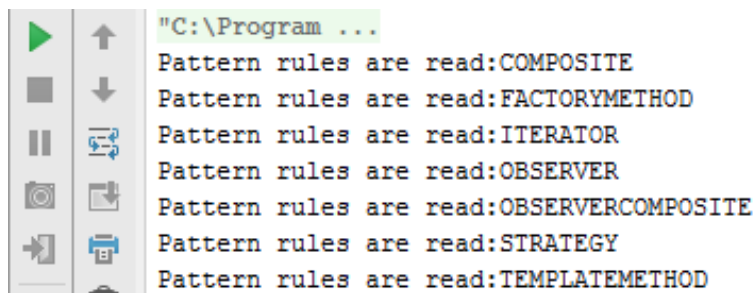 "C:\Program ...
Pattern rules are read:COMPOSITE
Pattern rules are read:FACTORYMETHOD
Pattern rules are read:ITERATOR
Pattern rules are read:OBSERVER
Pattern rules are read:OBSERVERCOMPOSITE
Pattern rules are read:STRATEGY
Pattern rules are read:TEMPLATEMETHOD